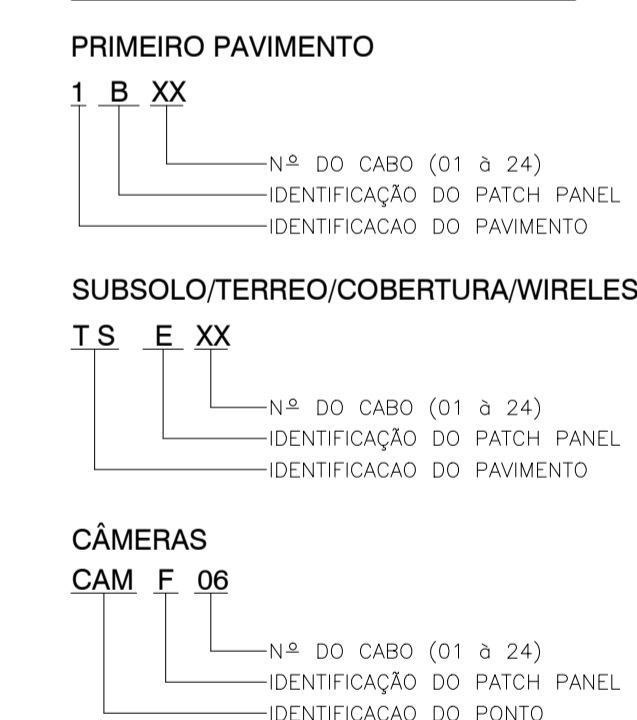 PRIMEIRO PAVIMENTO
1 B XX
Nº DO CABO (01 à 24)
IDENTIFICAÇÃO DO PATCH PANEL
IDENTIFICACAO DO PAVIMENTO
SUBSOLO/TERREO/COBERTURA/WIRELES
TS E XX
Nº DO CABO (01 à 24)
IDENTIFICAÇÃO DO PATCH PANEL
IDENTIFICACAO DO PAVIMENTO
CÂMERAS
CAM F 06
Nº DO CABO (01 à 24)
IDENTIFICAÇÃO DO PATCH PANEL
IDENTIFICACAO DO PONTO